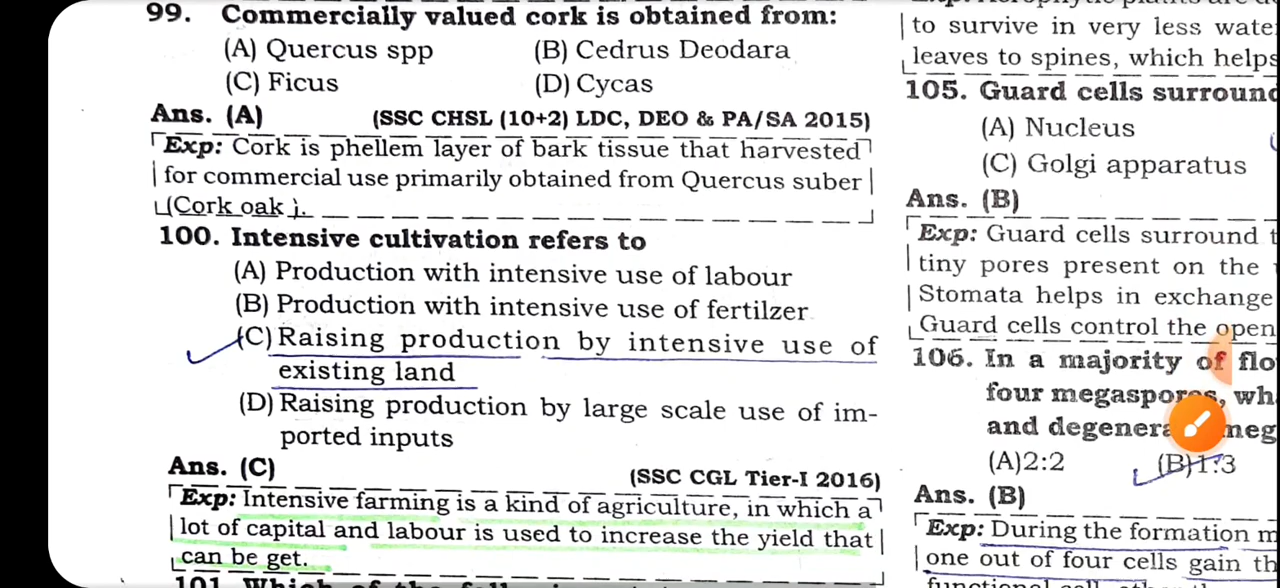 99. Commercially valued cork is obtained from:
(A) Quercus spp (B) Cedrus Deodara
(C) Ficus (D) Cycas
Ans. (A) (SSC CHSL (10+2) LDC, DEO & PA/SA 2015)
Exp: Cork is phellem layer of bark tissue that harvested
for commercial use primarily obtained from Quercus suber
(Cork oak ).
100. Intensive cultivation refers to
(A) Production with intensive use of labour
(B) Production with intensive use of fertilzer
(C) Raising production by intensive use of
existing land
(D) Raising production by large scale use of im-
ported inputs
Ans. (C) (SSC CGL Tier-I 2016)
Exp: Intensive farming is a kind of agriculture, in which a
lot of capital and labour is used to increase the yield that
can be get.
to survive in very less wate
leaves to spines, which helps
105. Guard cells surround
(A) Nucleus
(C) Golgi apparatus
Ans. (B)
Exp: Guard cells surround t
tiny pores present on the
Stomata helps in exchange
Guard cells control the open
106. In a majority of flo
four megaspores, wh
and degenera meg
(A)2:2 (B)1:3
Ans. (B)
Exp: During the formation m
one out of four cells gain th